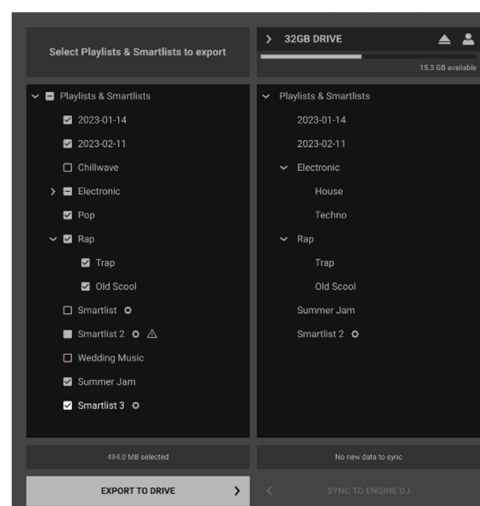 Select Playlists & Smartlists to export
Playlists & Smartlists
2023-01-14
2023-02-11
Chillwave
Electronic
Pop
Rap
Trap
Old Scool
Smartlist
Smartlist 2
Wedding Music
Summer Jam
Smartlist 3
494.0 MB selected
EXPORT TO DRIVE
32GB DRIVE
15.3 GB available
Playlists & Smartlists
2023-01-14
2023-02-11
Electronic
House
Techno
Rap
Trap
Old Scool
Summer Jam
Smartlist 2
No new data to sync
SYNC TO ENGINE DJ